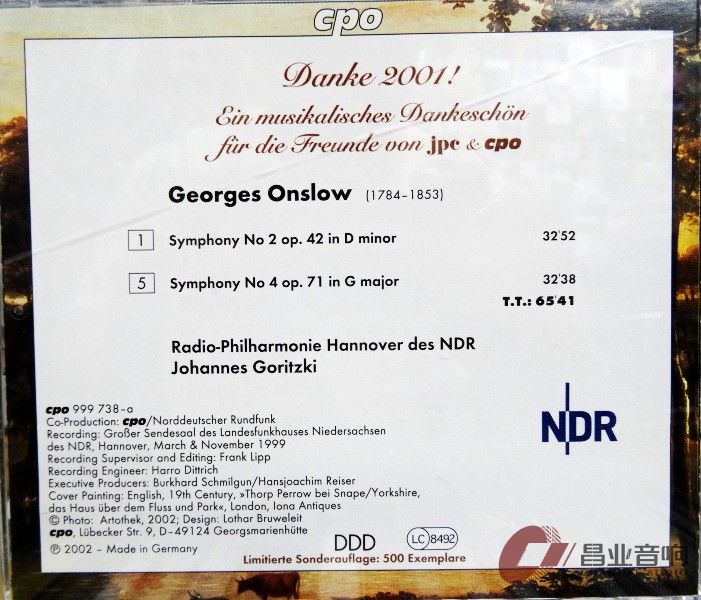 cpo
Danke 2001!
Ein musikalisches Dankeschön
für die Freunde von jpc & cpo
Georges Onslow (1784–1853)
1 Symphony No 2 op. 42 in D minor 32'52
5 Symphony No 4 op. 71 in G major 32'38
T.T.: 65'41
Radio-Philharmonie Hannover des NDR
Johannes Goritzki
cpo 999 738–a
Co-Production: cpo/Norddeutscher Rundfunk
Recording: Großer Sendesaal des Landesfunkhauses Niedersachsen
des NDR, Hannover, March & November 1999
Recording Supervisor and Editing: Frank Lipp
Recording Engineer: Harro Dittrich
Executive Producers: Burkhard Schmilgun/Hansjoachim Reiser
Cover Painting: English, 19th Century, »Thorp Perrow bei Snape/Yorkshire,
das Haus über dem Fluss und Park«, London, Iona Antiques
© Photo: Artothek, 2002; Design: Lothar Bruweleit
cpo, Lübecker Str. 9, D–49124 Georgsmarienhütte
℗ 2002 – Made in Germany
NDR
DDD
LC 8492
Limitierte Sonderauflage: 500 Exemplare
昌业音响